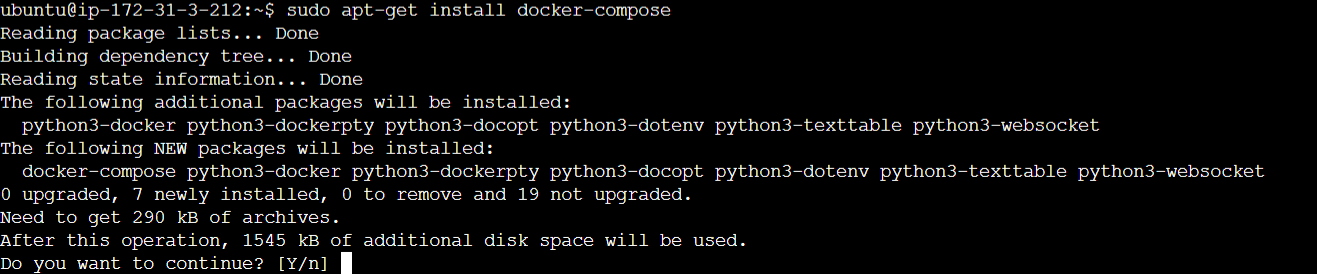 ubuntu@ip-172-31-3-212:~$ sudo apt-get install docker-compose
Reading package lists... Done
Building dependency tree... Done
Reading state information... Done
The following additional packages will be installed:
  python3-docker python3-dockerpty python3-docopt python3-dotenv python3-texttable python3-websocket
The following NEW packages will be installed:
  docker-compose python3-docker python3-dockerpty python3-docopt python3-dotenv python3-texttable python3-websocket
0 upgraded, 7 newly installed, 0 to remove and 19 not upgraded.
Need to get 290 kB of archives.
After this operation, 1545 kB of additional disk space will be used.
Do you want to continue? [Y/n]